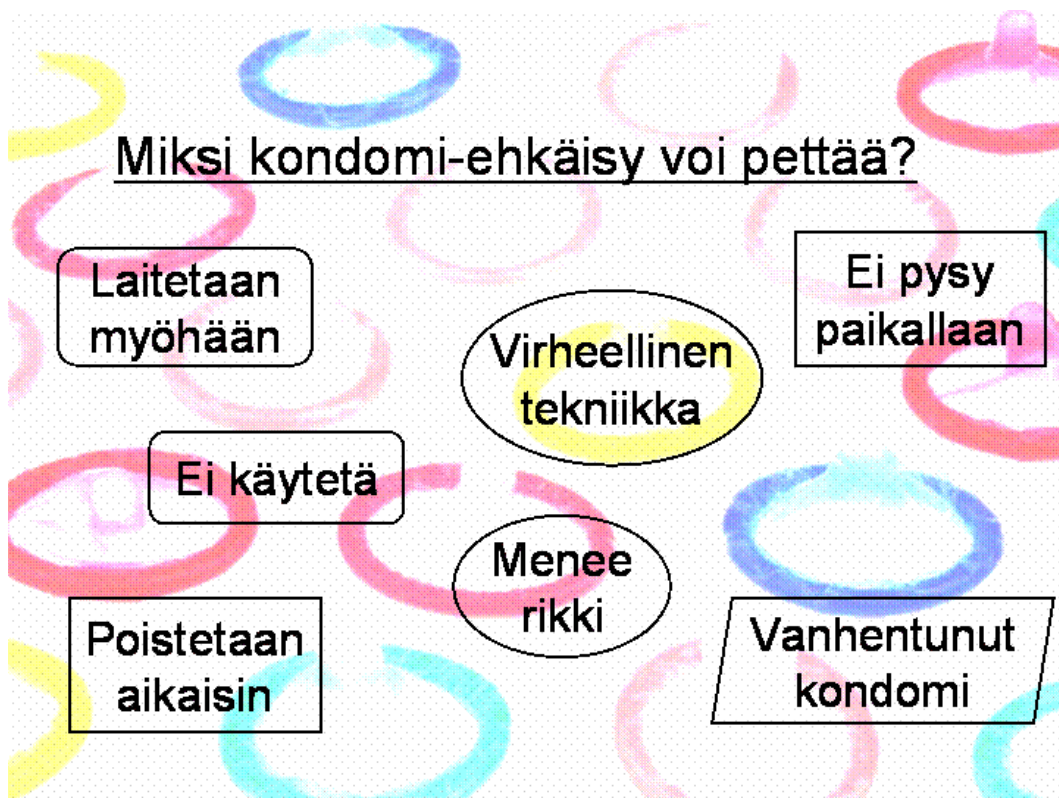 Miksi kondomi-ehkäisy voi pettää?
Laitetaan
myöhään
Ei pysy
paikallaan
Virheellinen
tekniikka
Ei käytetä
Menee
rikki
Poistetaan
aikaisin
Vanhentunut
kondomi